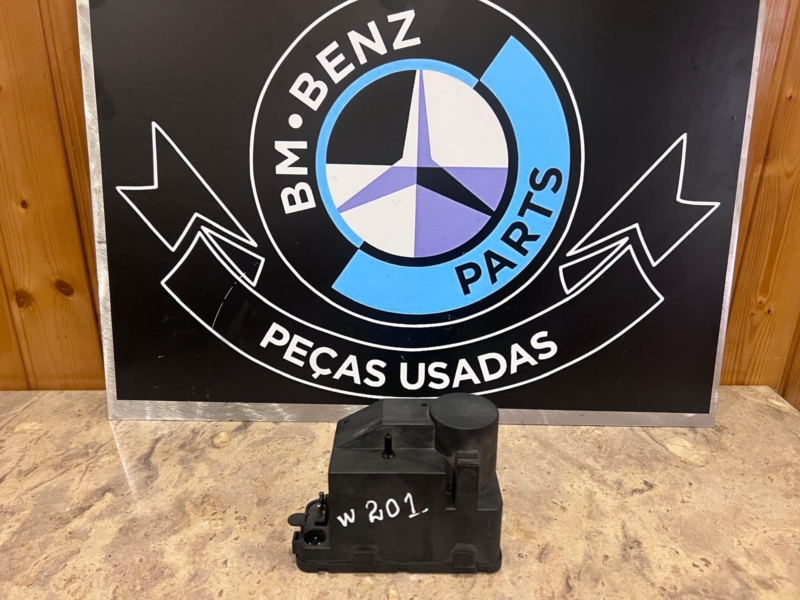 BM•BENZ
PARTS
PEÇAS USADAS
W 201